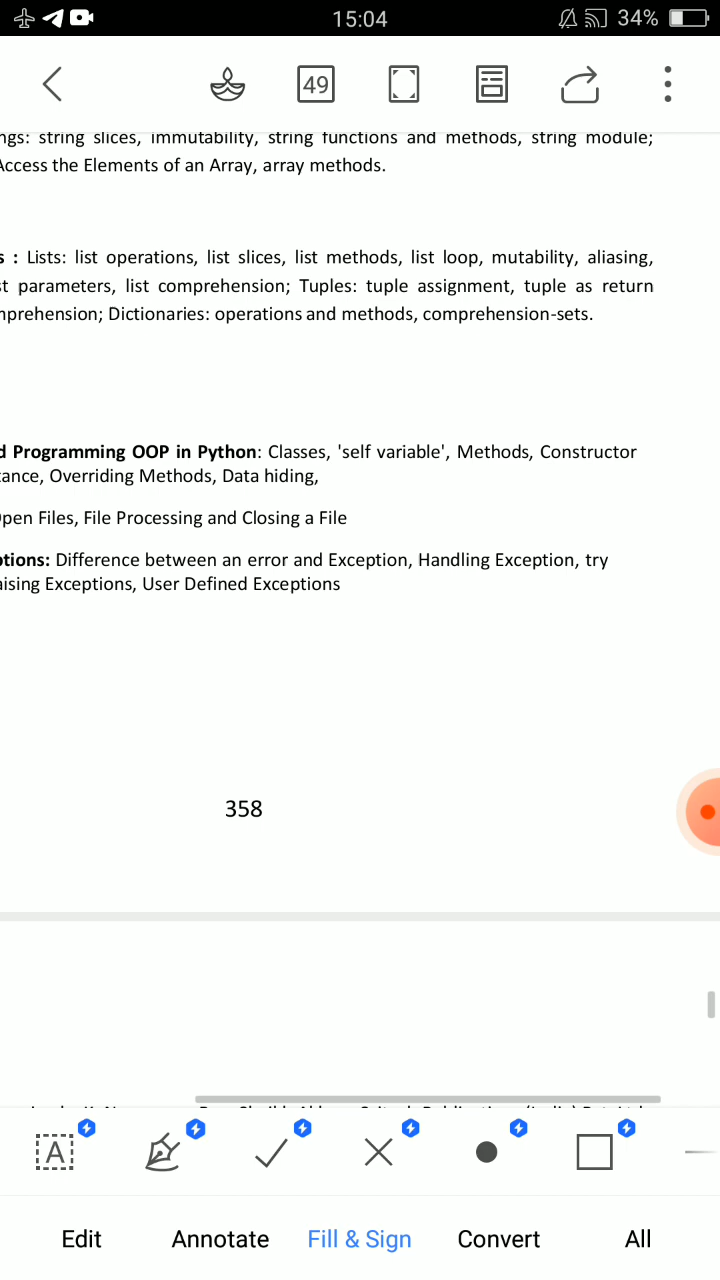 15:04
34%
49
ngs: string slices, immutability, string functions and methods, string module;
Access the Elements of an Array, array methods.
s : Lists: list operations, list slices, list methods, list loop, mutability, aliasing,
st parameters, list comprehension; Tuples: tuple assignment, tuple as return
mprehension; Dictionaries: operations and methods, comprehension-sets.
d Programming OOP in Python: Classes, 'self variable', Methods, Constructor
tance, Overriding Methods, Data hiding,
Open Files, File Processing and Closing a File
ptions: Difference between an error and Exception, Handling Exception, try
aising Exceptions, User Defined Exceptions
358
A
Edit Annotate Fill & Sign Convert All